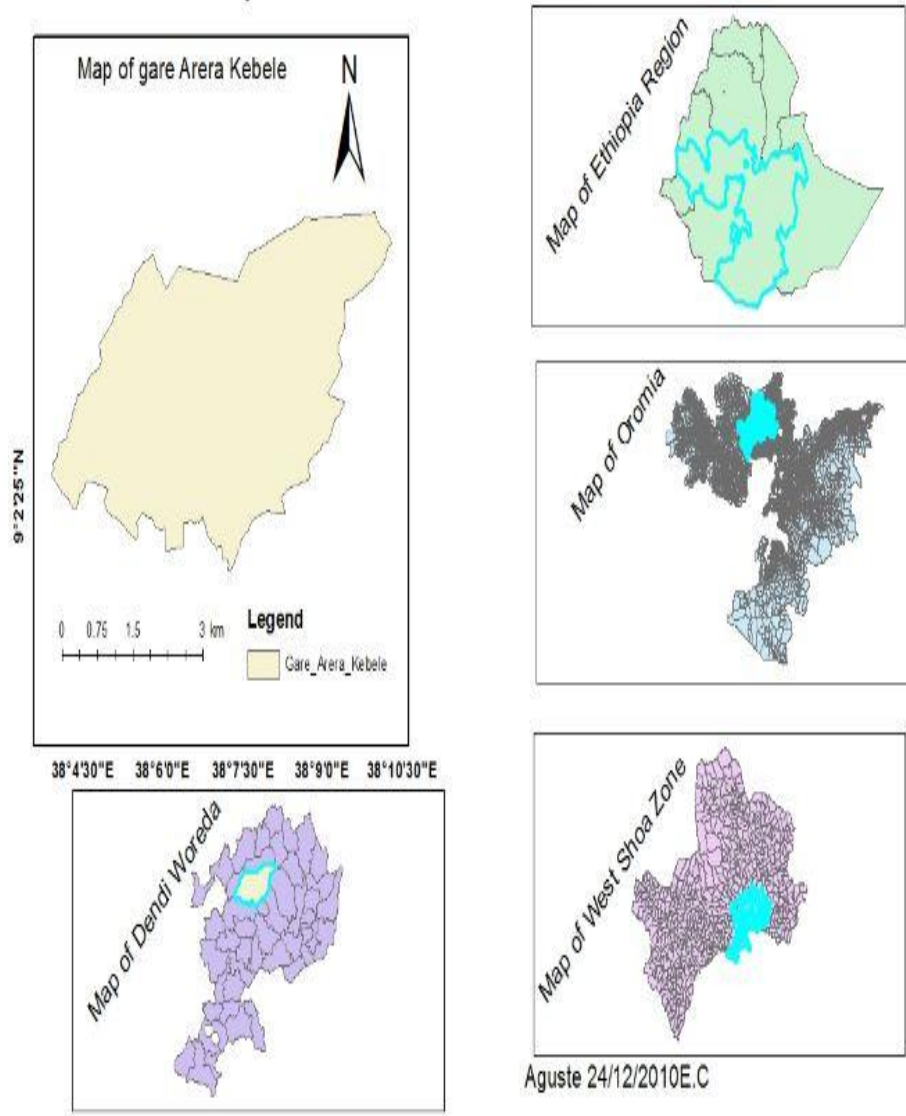 Map of gare Arera Kebele
N
9°2'25"N
0 0.75 1.5 3 km
Legend
Gare_Arera_Kebele
38°4'30"E 38°6'0"E 38°7'30"E 38°9'0"E 38°10'30"E
Map of Dendi Woreda
Map of Ethiopia Region
Map of Oromia
Map of West Shoa Zone
Aguste 24/12/2010E.C